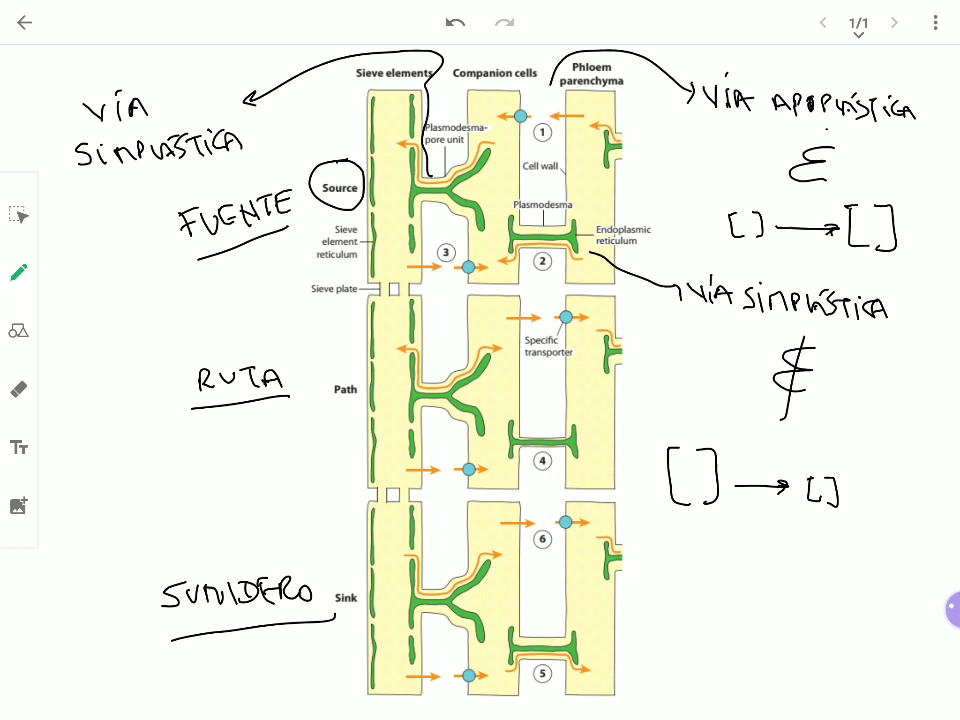 1/1
Sieve elements
Companion cells
Phloem
parenchyma
VÍA
SIMPLÁSTICA
VÍA APOPLÁSTICA
Ɛ
[ ] → [ ]
Plasmodesma-
pore unit
1
Cell wall
Source
FUENTE
Plasmodesma
Sieve
element
reticulum
Endoplasmic
reticulum
3
2
Sieve plate
VÍA SIMPLÁSTICA
Specific
transporter
RUTA
Path
4
[ ] → [ ]
6
SUMIDERO
Sink
5
Tт